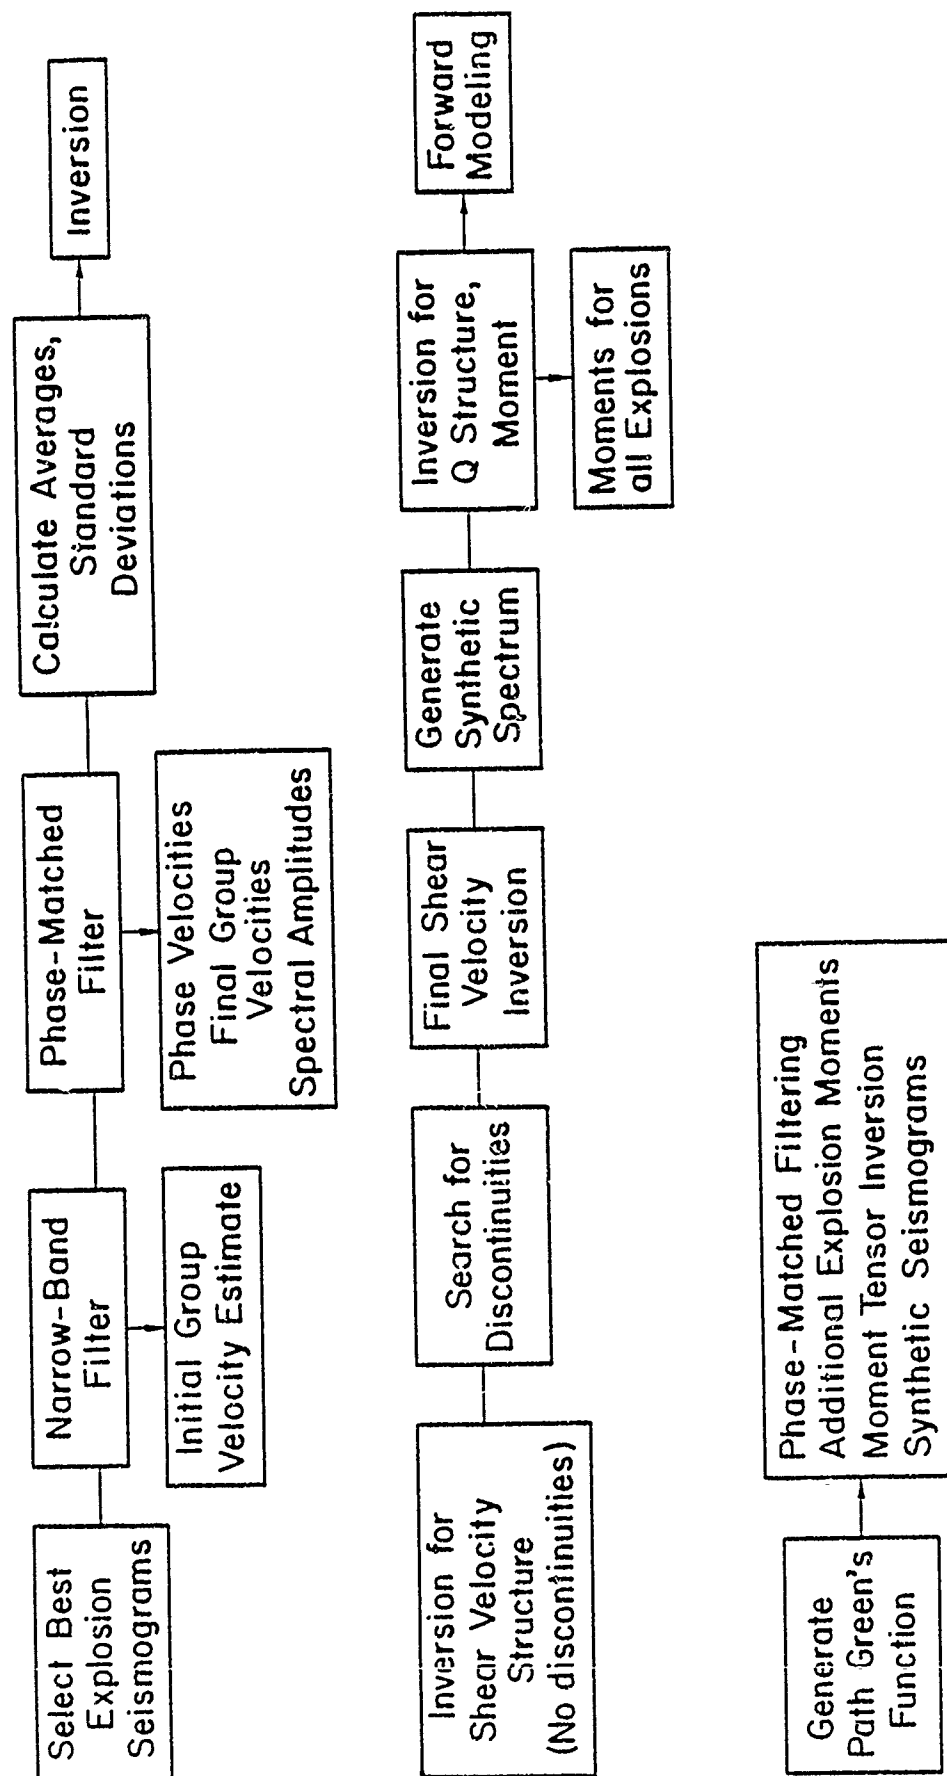 Select Best
Explosion
Seismograms
Narrow-Band
Filter
Initial Group
Velocity Estimate
Phase-Matched
Filter
Phase Velocities
Final Group
Velocities
Spectral Amplitudes
Calculate Averages,
Standard
Deviations
Inversion
Inversion for
Shear Velocity
Structure
(No discontinuities)
Search for
Discontinuities
Final Shear
Velocity
Inversion
Generate
Synthetic
Spectrum
Inversion for
Q Structure,
Moment
Moments for
all Explosions
Forward
Modeling
Generate
Path Green's
Function
Phase-Matched Filtering
Additional Explosion Moments
Moment Tensor Inversion
Synthetic Seismograms